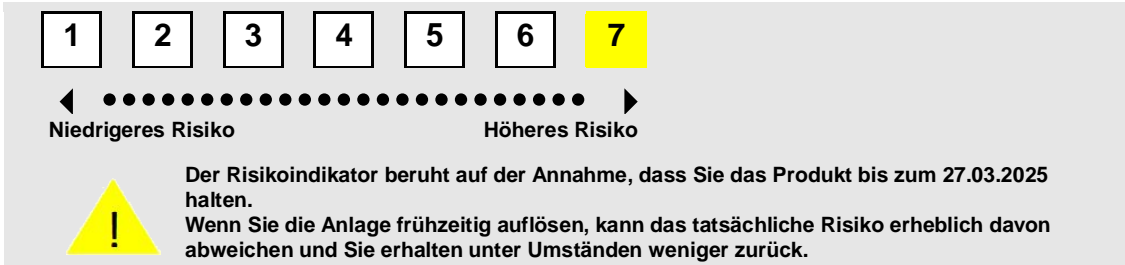 1 2 3 4 5 6 7
Niedrigeres Risiko Höheres Risiko
Der Risikoindikator beruht auf der Annahme, dass Sie das Produkt bis zum 27.03.2025
halten.
Wenn Sie die Anlage frühzeitig auflösen, kann das tatsächliche Risiko erheblich davon
abweichen und Sie erhalten unter Umständen weniger zurück.
!